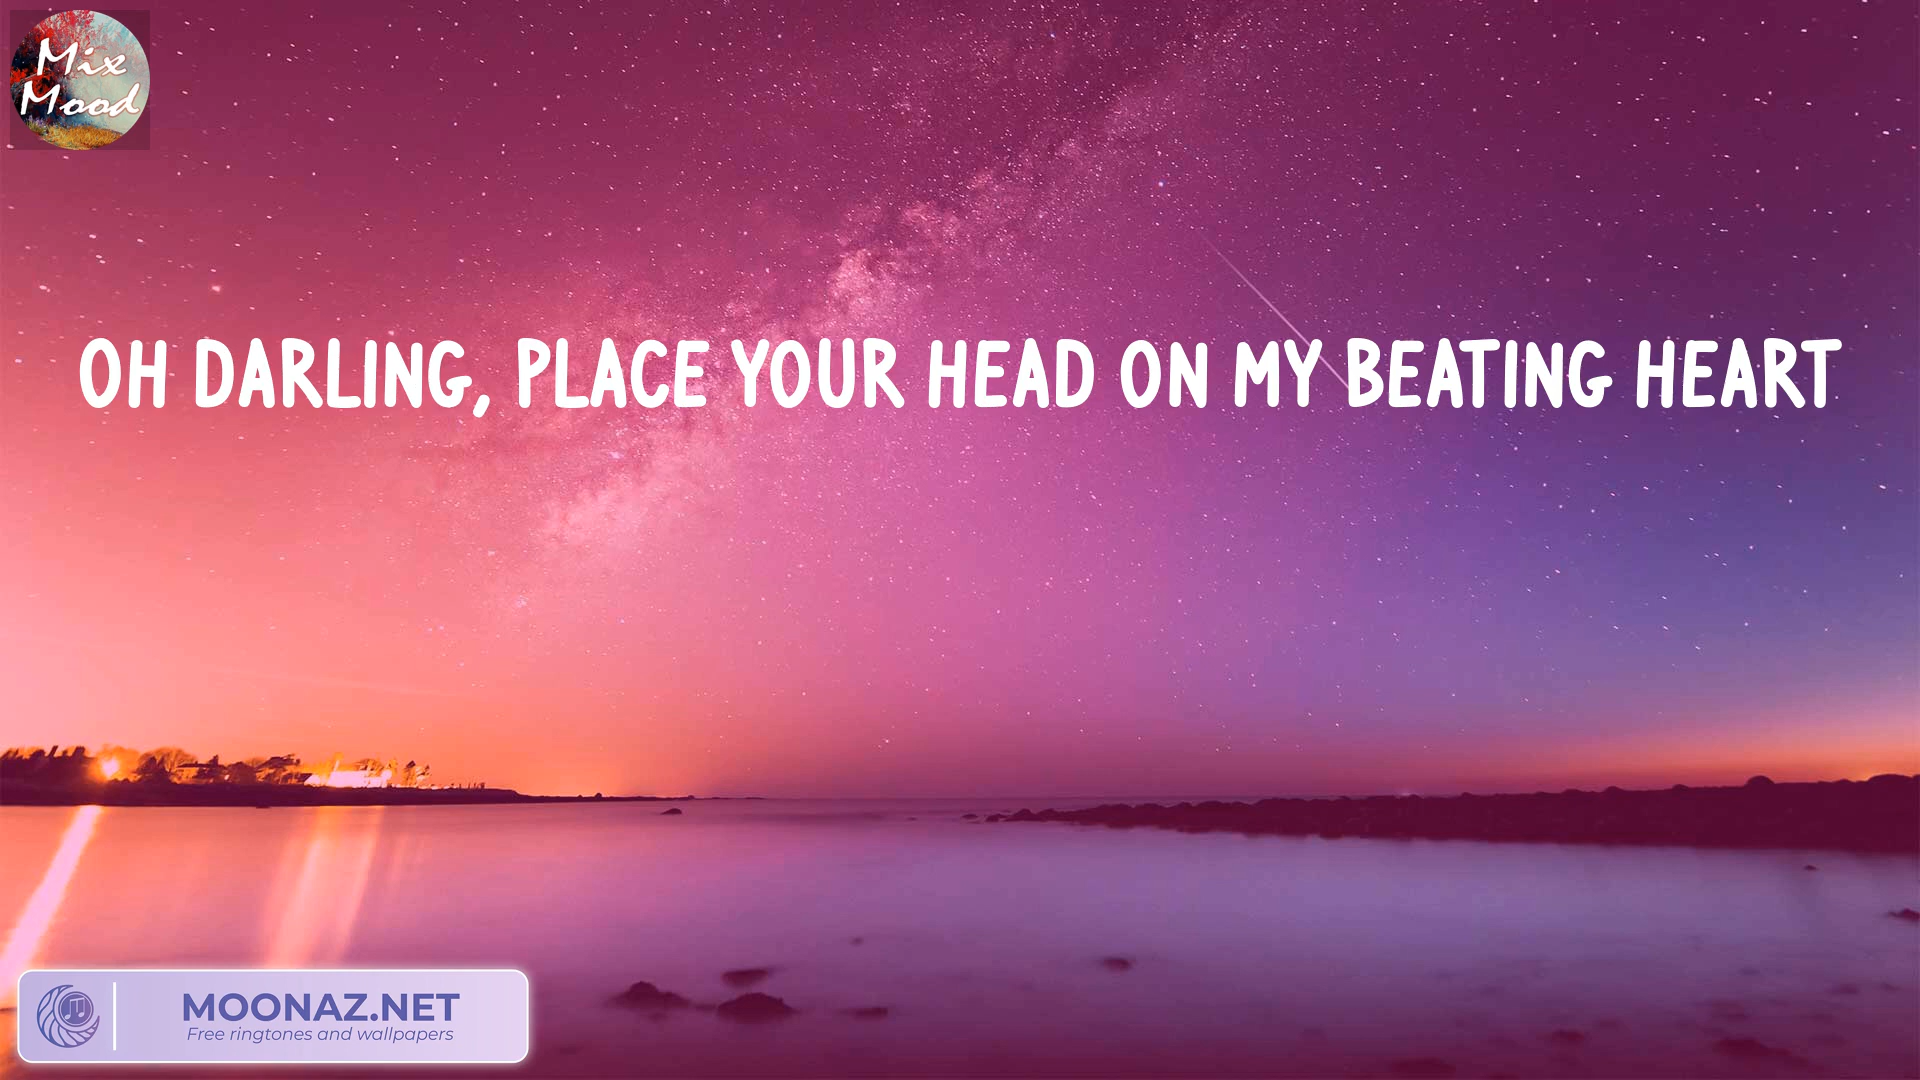 Mix
Mood
OH DARLING, PLACE YOUR HEAD ON MY BEATING HEART
MOONAZ.NET
Free ringtones and wallpapers